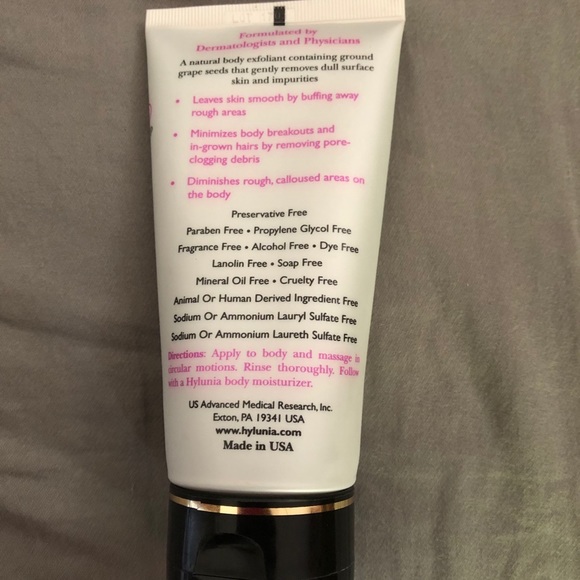 Formulated by
Dermatologists and Physicians
A natural body exfoliant containing ground
grape seeds that gently removes dull surface
skin and impurities
• Leaves skin smooth by buffing away
rough areas
• Minimizes body breakouts and
in-grown hairs by removing pore-
clogging debris
• Diminishes rough, calloused areas on
the body
Preservative Free
Paraben Free • Propylene Glycol Free
Fragrance Free • Alcohol Free • Dye Free
Lanolin Free • Soap Free
Mineral Oil Free • Cruelty Free
Animal Or Human Derived Ingredient Free
Sodium Or Ammonium Lauryl Sulfate Free
Sodium Or Ammonium Laureth Sulfate Free
Directions: Apply to body and massage in
circular motions. Rinse thoroughly. Follow
with a Hylunia body moisturizer.
US Advanced Medical Research, Inc.
Exton, PA 19341 USA
www.hylunia.com
Made in USA